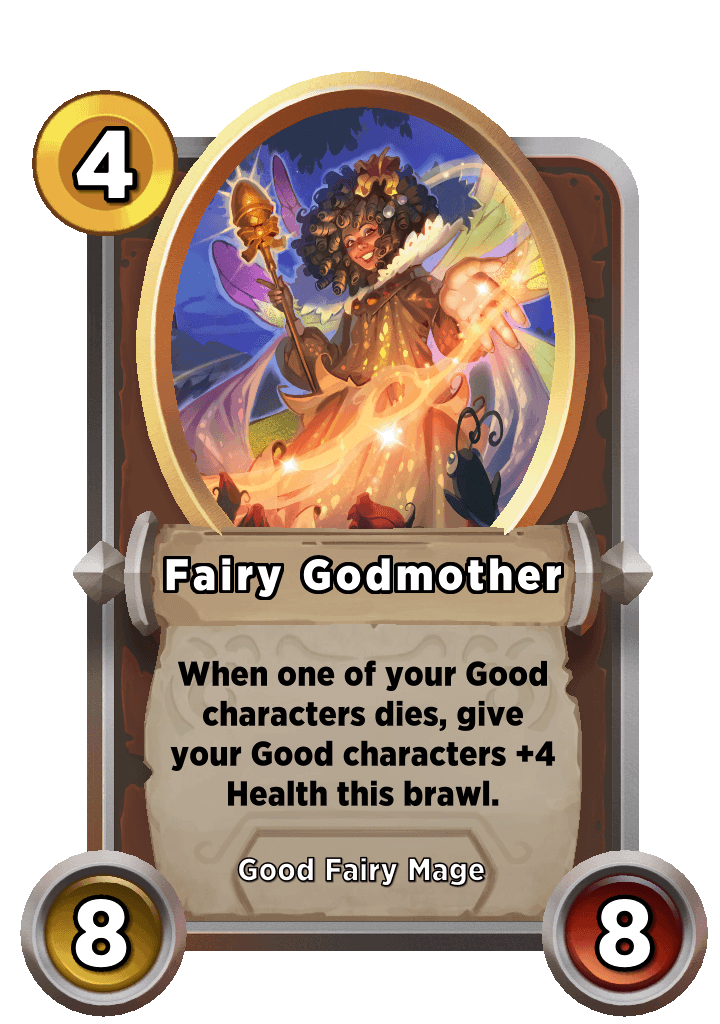 4
Fairy Godmother
When one of your Good
characters dies, give
your Good characters +4
Health this brawl.
Good Fairy Mage
8
8